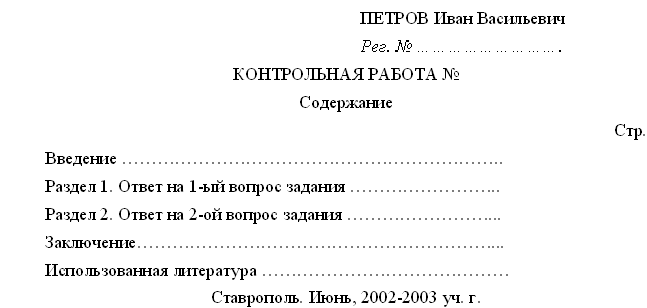 ПЕТРОВ Иван Васильевич
Рег. № ……………………….
КОНТРОЛЬНАЯ РАБОТА №
Содержание
Стр.
Введение ……………………………………………………..
Раздел 1. Ответ на 1-ый вопрос задания …………………...
Раздел 2. Ответ на 2-ой вопрос задания …………………....
Заключение…………………………………………………....
Использованная литература …………………………………
Ставрополь. Июнь, 2002-2003 уч. г.